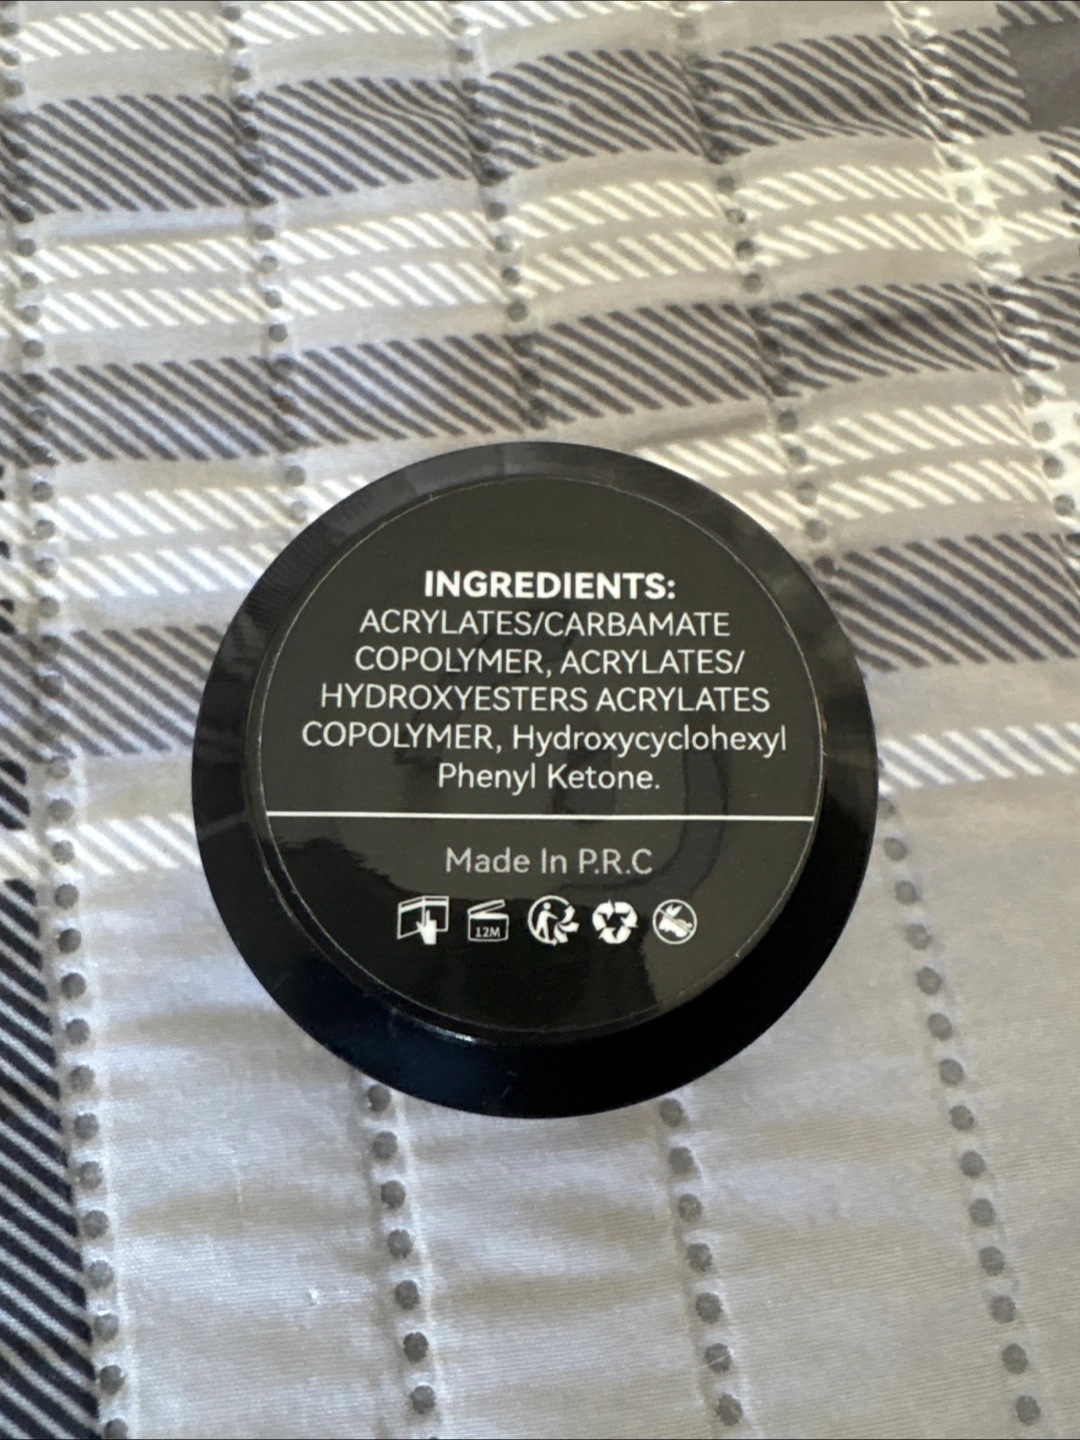 INGREDIENTS:
ACRYLATES/CARBAMATE
COPOLYMER, ACRYLATES/
HYDROXYESTERS ACRYLATES
COPOLYMER, Hydroxycyclohexyl
Phenyl Ketone.
Made In P.R.C
12M